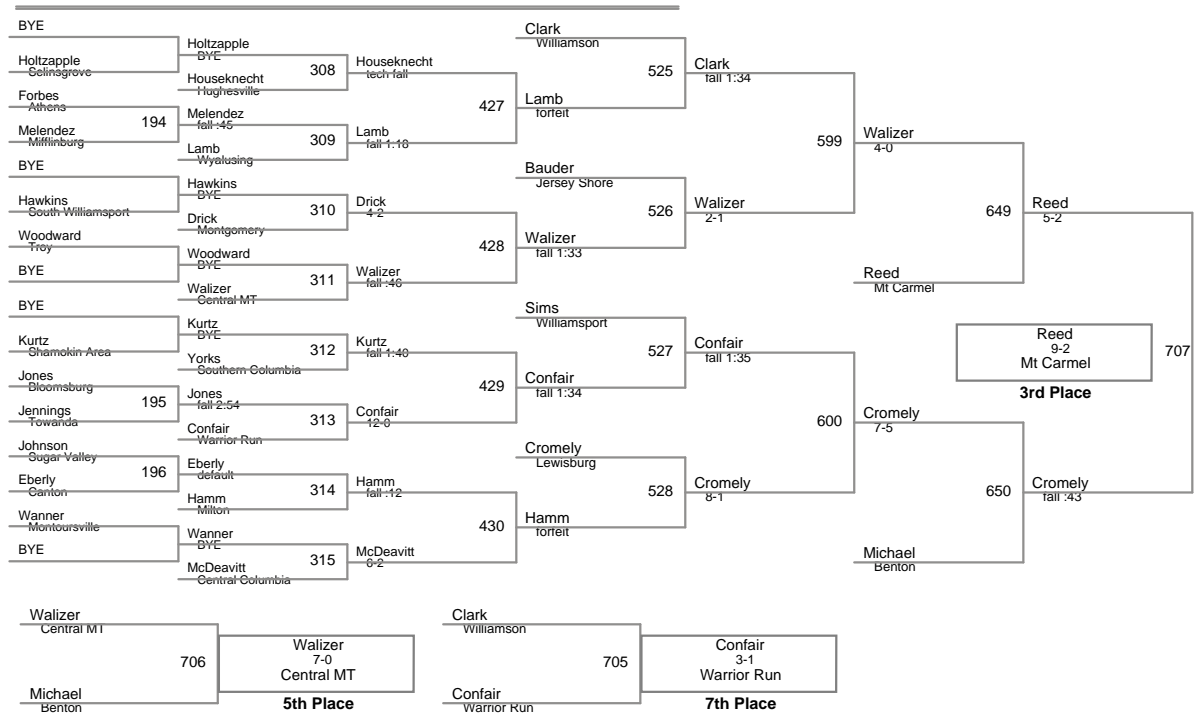 BYE
Holtzapple
Selinsgrove
Forbes
Athens
194
Melendez
Mifflinburg
BYE
Hawkins
South Williamsport
Woodward
Troy
BYE
BYE
Kurtz
Shamokin Area
Jones
Bloomsburg
195
Jennings
Towanda
Johnson
Sugar Valley
196
Eberly
Canton
Wanner
Montoursville
BYE
Holtzapple
BYE
308
Houseknecht
Hughesville
Melendez
fall :45
309
Lamb
Wyalusing
Hawkins
BYE
310
Drick
Montgomery
Woodward
BYE
311
Walizer
Central MT
Kurtz
BYE
312
Yorks
Southern Columbia
Jones
fall 2:54
313
Confair
Warrior Run
Eberly
default
314
Hamm
Milton
Wanner
BYE
315
McDeavitt
Central Columbia
Houseknecht
tech fall
427
Lamb
fall 1:18
Drick
4-2
428
Walizer
fall :46
Kurtz
fall 1:40
429
Confair
12-0
Hamm
fall :12
430
McDeavitt
6-2
Clark
Williamson
525
Lamb
forfeit
Bauder
Jersey Shore
526
Walizer
fall 1:33
Sims
Williamsport
527
Confair
fall 1:34
Cromely
Lewisburg
528
Hamm
forfeit
Clark
fall 1:34
599
Walizer
2-1
Confair
fall 1:35
600
Cromely
8-1
Walizer
4-0
649
Reed
Mt Carmel
Cromely
7-5
650
Michael
Benton
Reed
5-2
707
Cromely
fall :43
Reed
9-2
Mt Carmel
3rd Place
Walizer
Central MT
706
Michael
Benton
Walizer
7-0
Central MT
5th Place
Clark
Williamson
705
Confair
Warrior Run
Confair
3-1
Warrior Run
7th Place